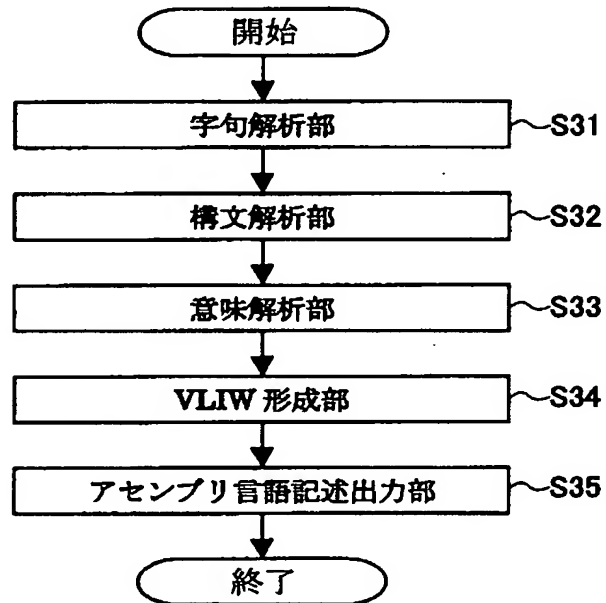 開始
字句解析部 S31
構文解析部 S32
意味解析部 S33
VLIW 形成部 S34
アセンブリ言語記述出力部 S35
終了